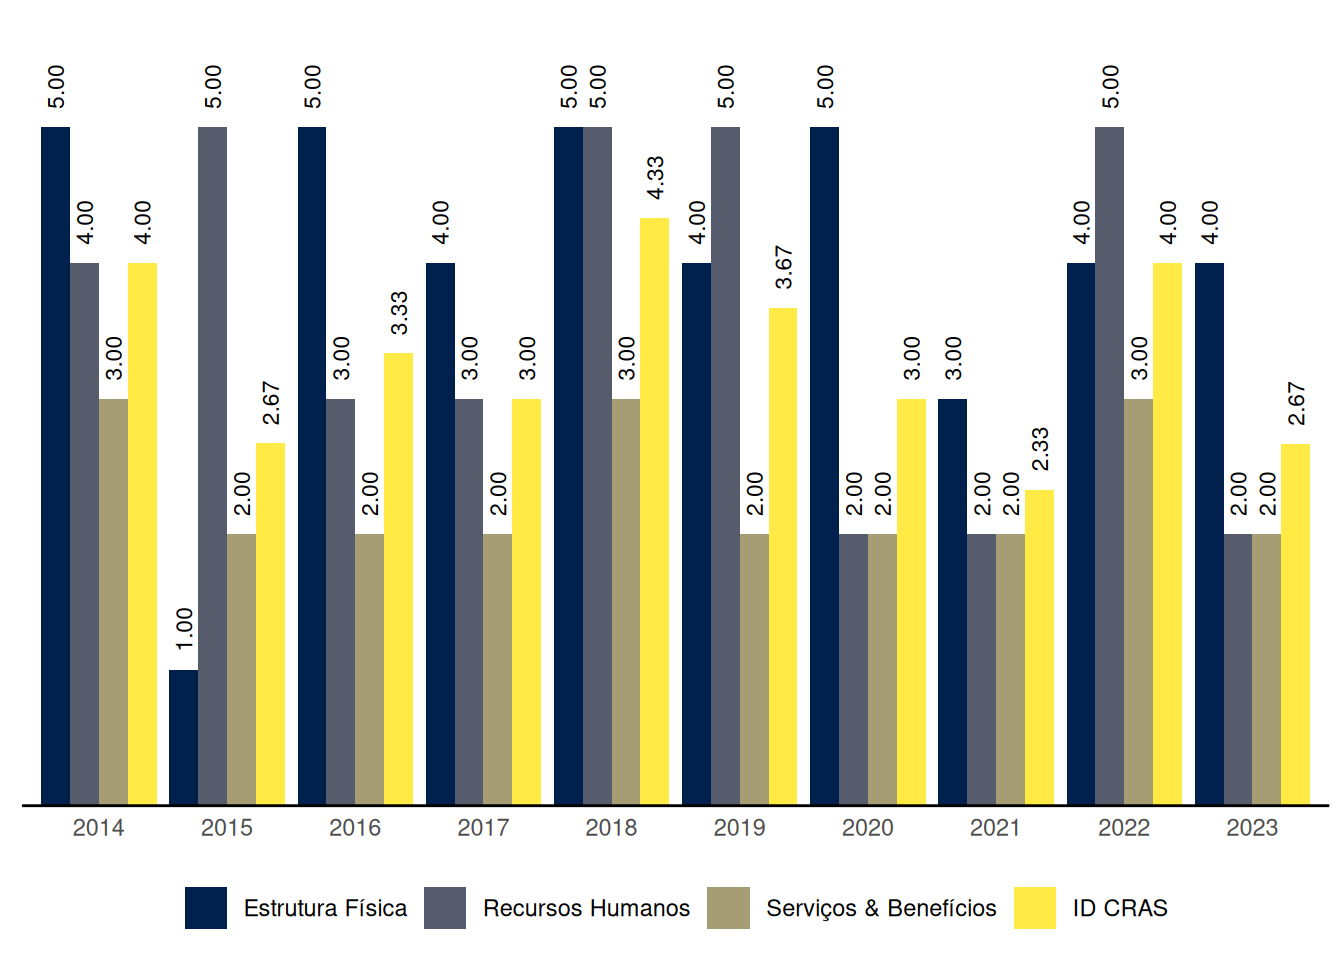 5.00 4.00 3.00 4.00
1.00 5.00 2.00 2.67
5.00 3.00 2.00 3.33
4.00 3.00 2.00 3.00
5.00 5.00 3.00 4.33
4.00 5.00 2.00 3.67
5.00 2.00 2.00 3.00
3.00 2.00 2.00 2.33
4.00 5.00 3.00 4.00
4.00 2.00 2.00 2.67
2014 2015 2016 2017 2018 2019 2020 2021 2022 2023
Estrutura Física Recursos Humanos Serviços & Benefícios ID CRAS